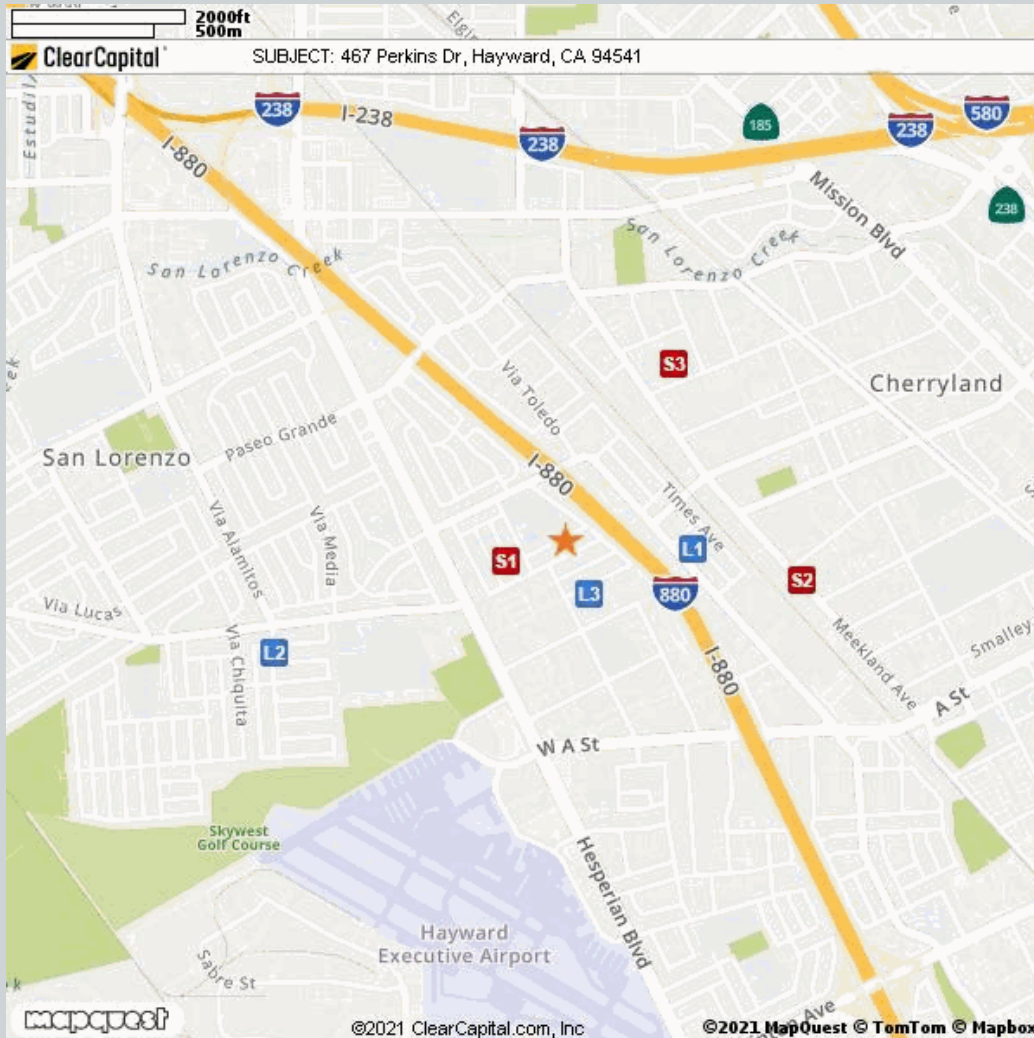 2000ft
500m
ClearCapital
SUBJECT: 467 Perkins Dr, Hayward, CA 94541
238
I-238
238
185
238
580
I-880
Mission Blvd
238
San Lorenzo Creek
San Lorenzo Creek
S3
Via Toledo
Cherryland
Paseo Grande
San Lorenzo
I-880
Times Ave
Via Alamitos
Via Media
S1
L1
L3
880
S2
Via Lucas
Via Chiquita
L2
I-880
Meekland Ave
Smalley
A St
W A St
Skywest
Golf Course
Hesperian Blvd
Hayward
Executive Airport
Sabre St
mapquest
©2021 ClearCapital.com, Inc
©2021 MapQuest © TomTom © Mapbox